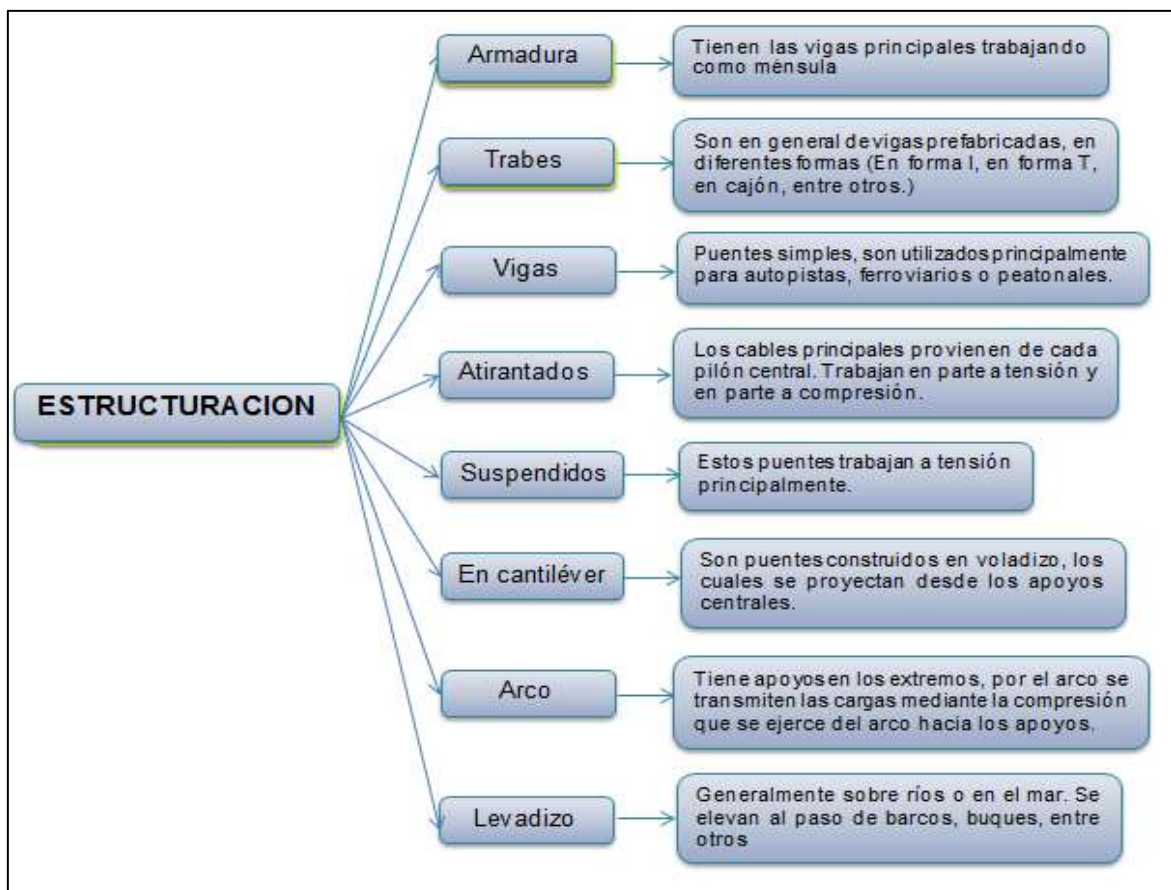 ESTRUCTURACION
Armadura
Tienen las vigas principales trabajando
como ménsula
Trabes
Son en general de vigas prefabricadas, en
diferentes formas (En forma I, en forma T,
en cajón, entre otros.)
Vigas
Puentes simples, son utilizados principalmente
para autopistas, ferroviarios o peatonales.
Atirantados
Los cables principales provienen de cada
pilón central. Trabajan en parte a tensión y
en parte a compresión.
Suspendidos
Estos puentes trabajan a tensión
principalmente.
En cantiléver
Son puentes construidos en voladizo, los
cuales se proyectan desde los apoyos
centrales.
Arco
Tiene apoyos en los extremos, por el arco se
transmiten las cargas mediante la compresión
que se ejerce del arco hacia los apoyos.
Levadizo
Generalmente sobre ríos o en el mar. Se
elevan al paso de barcos, buques, entre
otros